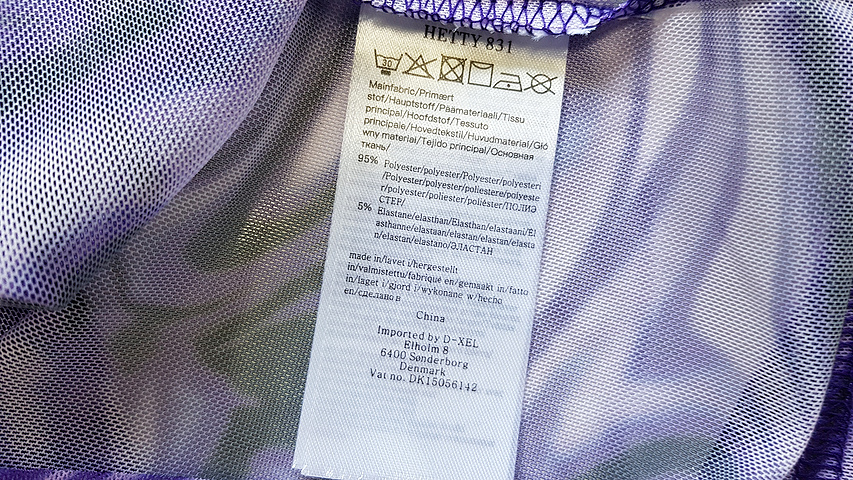 HETTY 831
30
Mainfabric/Primært
stof/Hauptstoff/Päämateriaali/Tissu
principal/Hoofdstof/Tessuto
principale/Hovedtekstil/Huvudmaterial/Głó
wny materiał/Tejido principal/Основная
ткань/
95% Polyester/polyester/Polyester/polyesteri
/Polyester/polyester/poliestere/polyeste
r/polyester/poliester/poliéster/ПОЛИЭ
СТЕР/
5% Elastane/elasthan/Elasthan/elastaani/Él
asthanne/elastaan/elastan/elastan/elasta
n/elastan/elastano/ЭЛАСТАН
made in/lavet i/hergestellt
in/valmistettu/fabriqué en/gemaakt in/fatto
in/laget i/gjord i/wykonane w/hecho
en/сделано в
China
Imported by D-XEL
Elholm 8
6400 Sønderborg
Denmark
Vat no. DK15056142